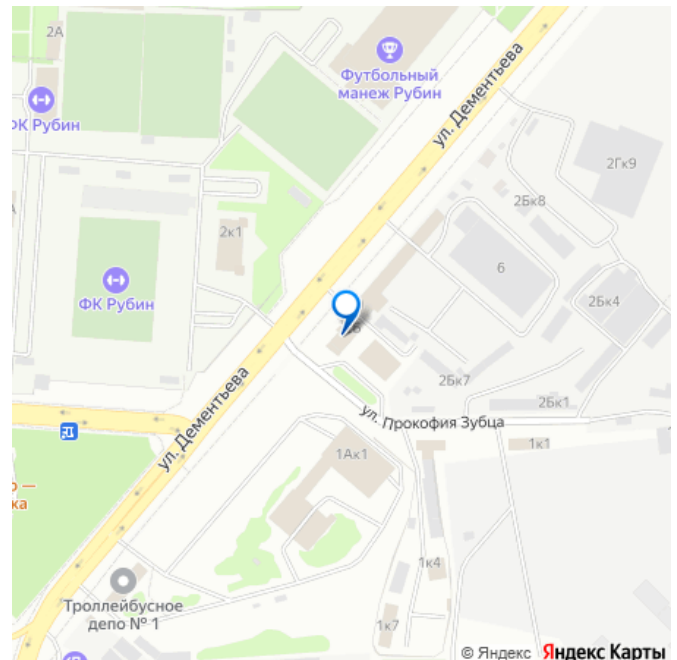 2А
Футбольный
манеж Рубин
ФК Рубин
ул. Дементьева
2Гк9
2Бк8
2к1
6
ФК Рубин
2Бк4
2Бк7
2Бк1
ул. Дементьева
ул. Прокофия Зубца
1к1
1Ак1
1к4
Троллейбусное
депо № 1
1к7
© Яндекс Яндекс Карты